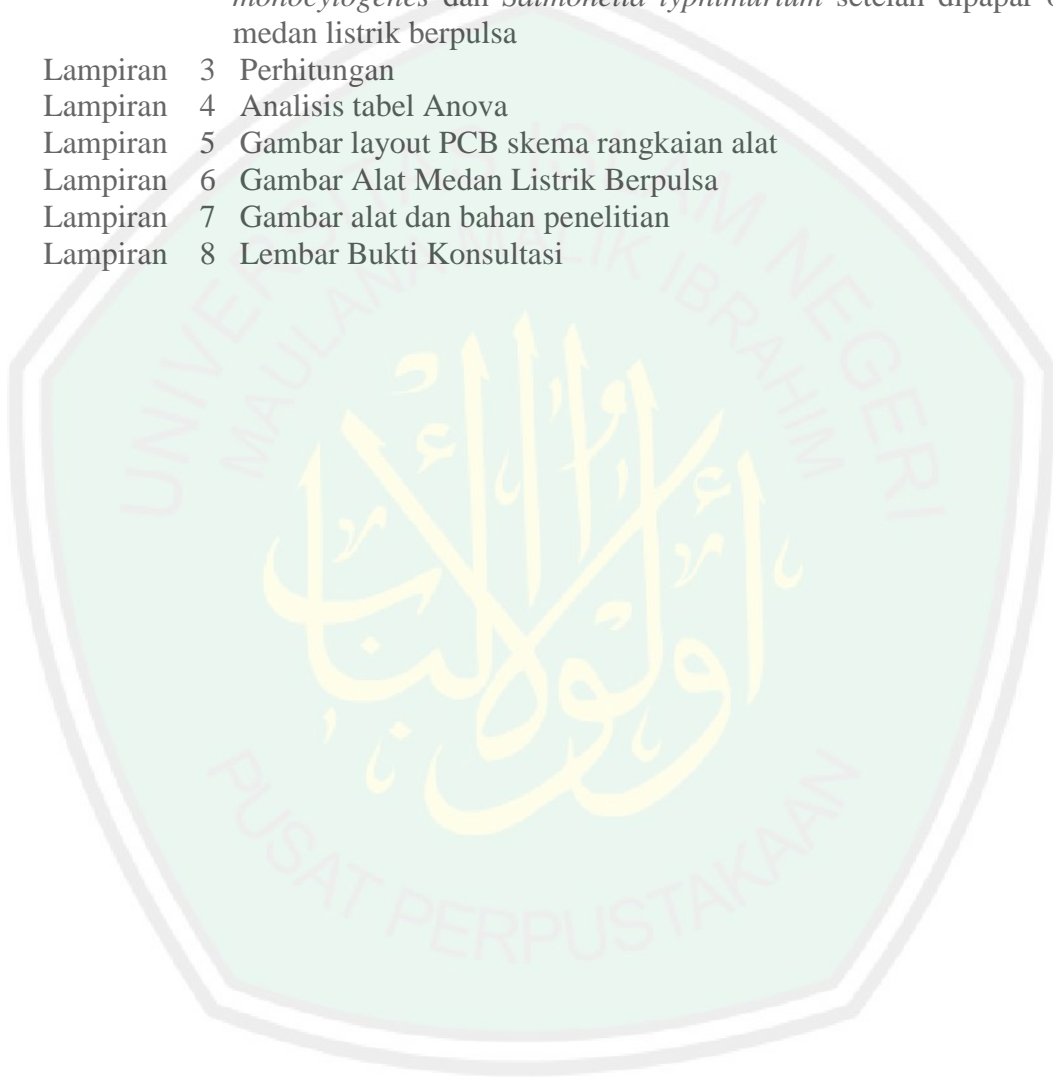 monocytogenes dan Salmonella typhimurium setelah dipapar
medan listrik berpulsa
Lampiran 3 Perhitungan
Lampiran 4 Analisis tabel Anova
Lampiran 5 Gambar layout PCB skema rangkaian alat
Lampiran 6 Gambar Alat Medan Listrik Berpulsa
Lampiran 7 Gambar alat dan bahan penelitian
Lampiran 8 Lembar Bukti Konsultasi
UNIVERSITAS ISLAM NEGERI
MAULANA MALIK IBRAHIM
أولوا الألباب
PUSAT PERPUSTAKAAN